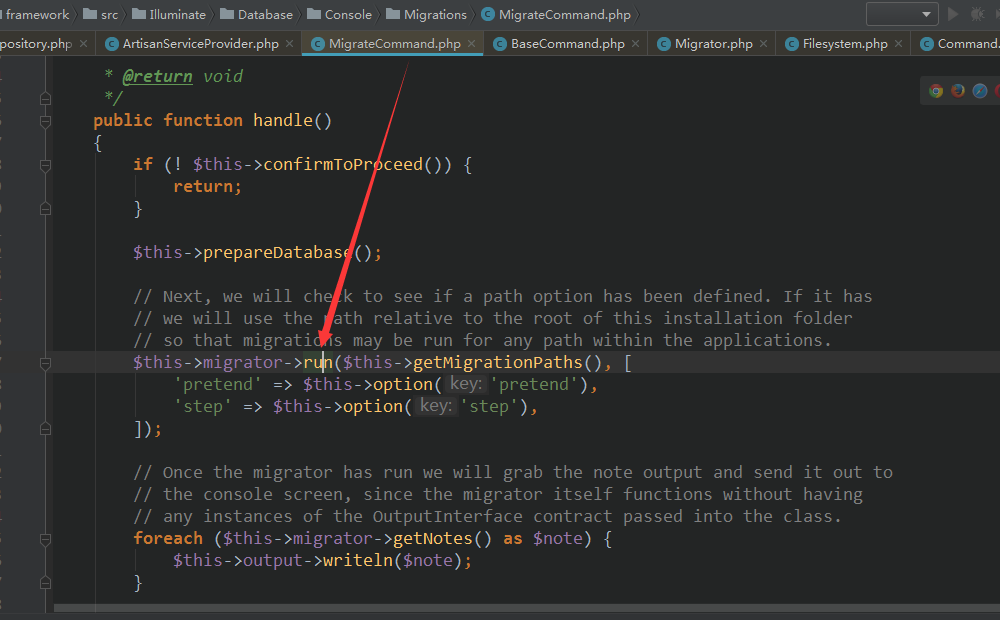 framework src Illuminate Database Console Migrations MigrateCommand.php
pository.php ArtisanServiceProvider.php MigrateCommand.php BaseCommand.php Migrator.php Filesystem.php Command.
* @return void
*/
public function handle()
{
if (! $this->confirmToProceed()) {
return;
}
$this->prepareDatabase();
// Next, we will check to see if a path option has been defined. If it has
// we will use the path relative to the root of this installation folder
// so that migrations may be run for any path within the applications.
$this->migrator->run($this->getMigrationPaths(), [
'pretend' => $this->option( key: 'pretend'),
'step' => $this->option( key: 'step'),
]);
// Once the migrator has run we will grab the note output and send it out to
// the console screen, since the migrator itself functions without having
// any instances of the OutputInterface contract passed into the class.
foreach ($this->migrator->getNotes() as $note) {
$this->output->writeln($note);
}